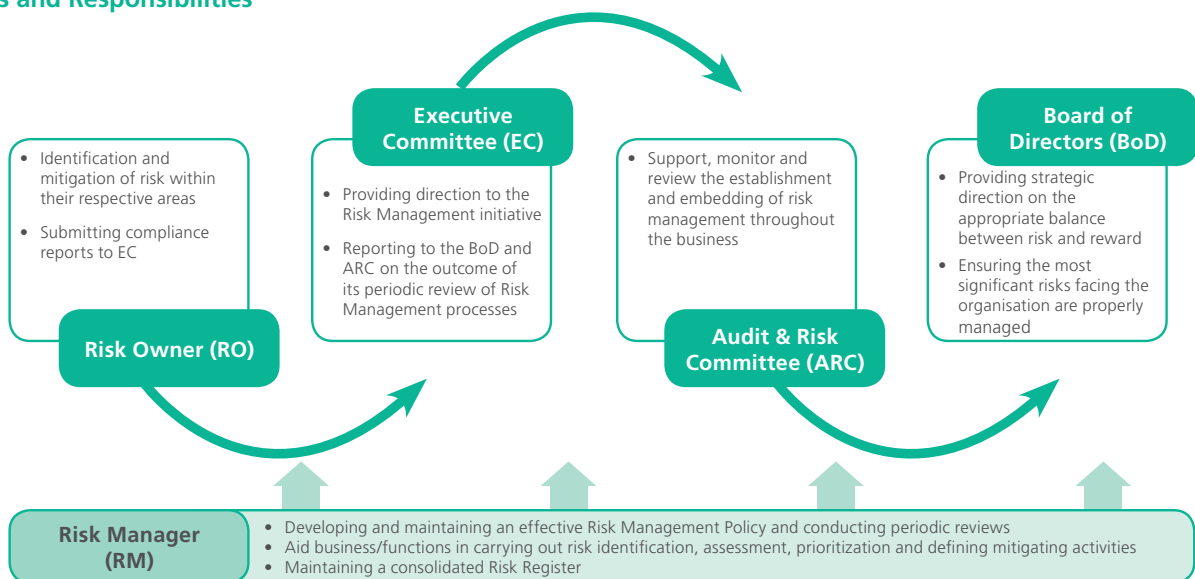 and Responsibilities
Executive
Committee (EC)
Board of
Directors (BoD)
• Identification and
mitigation of risk within
their respective areas
• Submitting compliance
reports to EC
Risk Owner (RO)
• Providing direction to the
Risk Management initiative
• Reporting to the BoD and
ARC on the outcome of
its periodic review of Risk
Management processes
• Support, monitor and
review the establishment
and embedding of risk
management throughout
the business
Audit & Risk
Committee (ARC)
• Providing strategic
direction on the
appropriate balance
between risk and reward
• Ensuring the most
significant risks facing the
organisation are properly
managed
Risk Manager
(RM)
• Developing and maintaining an effective Risk Management Policy and conducting periodic reviews
• Aid business/functions in carrying out risk identification, assessment, prioritization and defining mitigating activities
• Maintaining a consolidated Risk Register